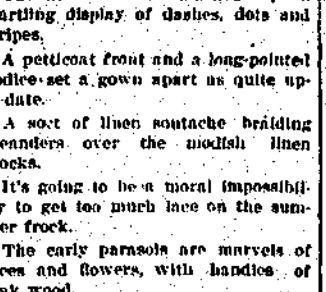 artling display of dashes, dots and
ripes.
A petticoat front and a long-pointed
odice set a gown apart as quite up-
-date.
A sort of linen soutache braiding
eanders over the modish linen
ocks.
It's going to be a moral impossibil-
y to get too much lace on the sum-
er frock.
The early parasols are marvels of
ces and flowers, with handles of
ak wood.